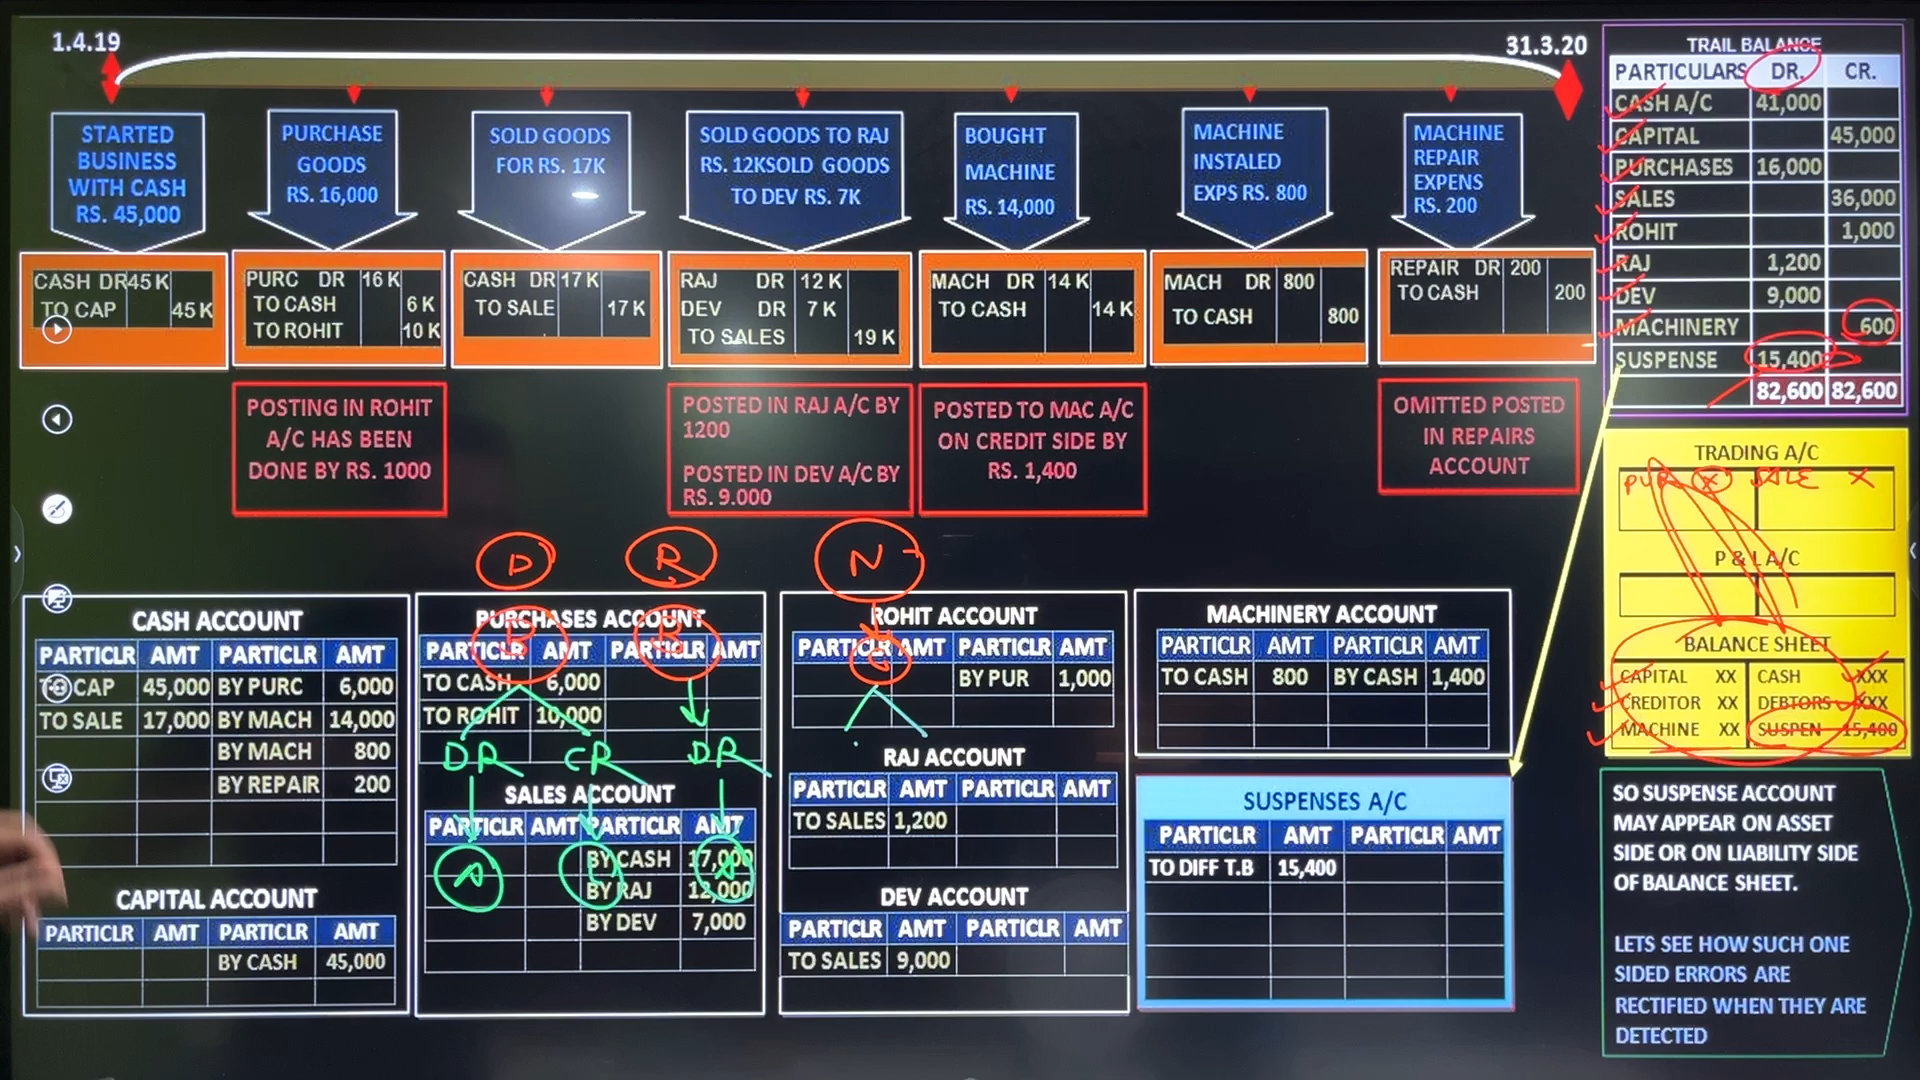 1.4.19
31.3.20
STARTED
BUSINESS
WITH CASH
RS. 45,000
PURCHASE
GOODS
RS. 16,000
SOLD GOODS
FOR RS. 17K
SOLD GOODS TO RAJ
RS. 12KSOLD GOODS
TO DEV RS. 7K
BOUGHT
MACHINE
RS. 14,000
MACHINE
INSTALED
EXPS RS. 800
MACHINE
REPAIR
EXPENS
RS. 200
CASH DR 45 K
TO CAP 45 K
PURC DR 16 K
TO CASH 6 K
TO ROHIT 10 K
CASH DR 17 K
TO SALE 17 K
RAJ DR 12 K
DEV DR 7 K
TO SALES 19 K
MACH DR 14 K
TO CASH 14 K
MACH DR 800
TO CASH 800
REPAIR DR 200
TO CASH 200
POSTING IN ROHIT
A/C HAS BEEN
DONE BY RS. 1000
POSTED IN RAJ A/C BY
1200
POSTED IN DEV A/C BY
RS. 9.000
POSTED TO MAC A/C
ON CREDIT SIDE BY
RS. 1,400
OMITTED POSTED
IN REPAIRS
ACCOUNT
D R N
CASH ACCOUNT
PARTICLR AMT PARTICLR AMT
TO CAP 45,000 BY PURC 6,000
TO SALE 17,000 BY MACH 14,000
BY MACH 800
BY REPAIR 200
CAPITAL ACCOUNT
PARTICLR AMT PARTICLR AMT
BY CASH 45,000
PURCHASES ACCOUNT
PARTICLR AMT PARTICLR AMT
TO CASH 6,000
TO ROHIT 10,000
DR CR DR
SALES ACCOUNT
PARTICLR AMT PARTICLR AMT
BY CASH 17,000
BY RAJ 12,000
BY DEV 7,000
A L A
ROHIT ACCOUNT
PARTICLR AMT PARTICLR AMT
BY PUR 1,000
RAJ ACCOUNT
PARTICLR AMT PARTICLR AMT
TO SALES 1,200
DEV ACCOUNT
PARTICLR AMT PARTICLR AMT
TO SALES 9,000
MACHINERY ACCOUNT
PARTICLR AMT PARTICLR AMT
TO CASH 800 BY CASH 1,400
SUSPENSES A/C
PARTICLR AMT PARTICLR AMT
TO DIFF T.B 15,400
TRAIL BALANCE
PARTICULARS DR. CR.
CASH A/C 41,000
CAPITAL 45,000
PURCHASES 16,000
SALES 36,000
ROHIT 1,000
RAJ 1,200
DEV 9,000
MACHINERY 600
SUSPENSE 15,400
82,600 82,600
TRADING A/C
PUR X SALE X
P & L A/C
BALANCE SHEET
CAPITAL XX CASH XXX
CREDITOR XX DEBTORS XXX
MACHINE XX SUSPEN 15,400
SO SUSPENSE ACCOUNT
MAY APPEAR ON ASSET
SIDE OR ON LIABILITY SIDE
OF BALANCE SHEET.
LETS SEE HOW SUCH ONE
SIDED ERRORS ARE
RECTIFIED WHEN THEY ARE
DETECTED